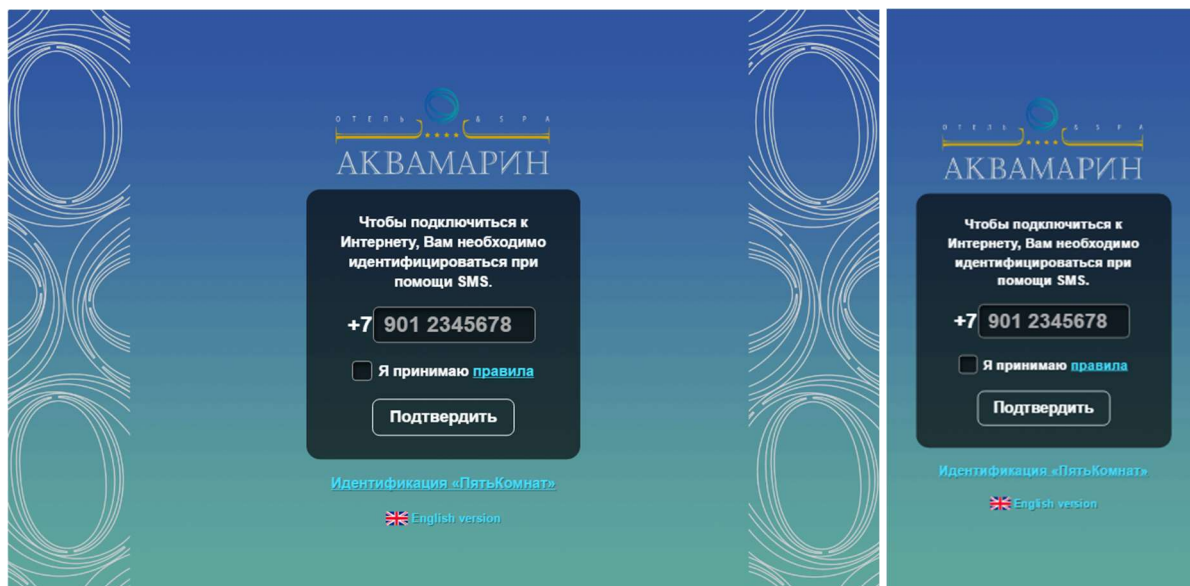 ОТЕЛЬ &SPA
АКВАМАРИН
Чтобы подключиться к
Интернету, Вам необходимо
идентифицироваться при
помощи SMS.
+7 901 2345678
Я принимаю правила
Подтвердить
Идентификация «ПятьКомнат»
English version
ОТЕЛЬ &SPA
АКВАМАРИН
Чтобы подключиться к
Интернету, Вам необходимо
идентифицироваться при
помощи SMS.
+7 901 2345678
Я принимаю правила
Подтвердить
Идентификация «ПятьКомнат»
English version